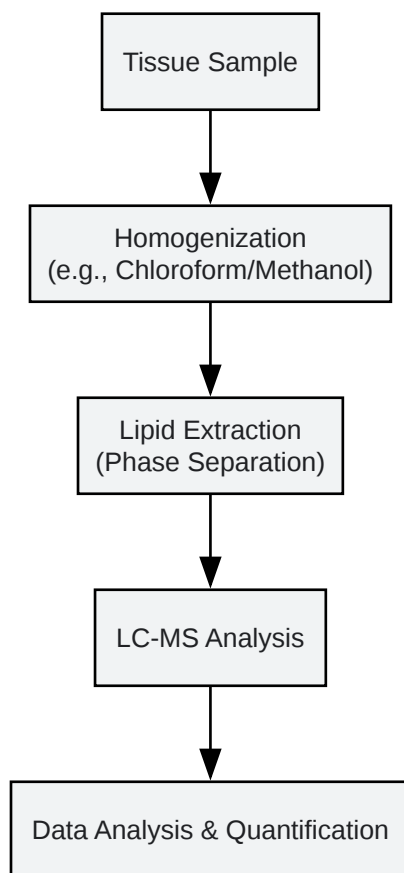 Tissue Sample
Homogenization
(e.g., Chloroform/Methanol)
Lipid Extraction
(Phase Separation)
LC-MS Analysis
Data Analysis & Quantification